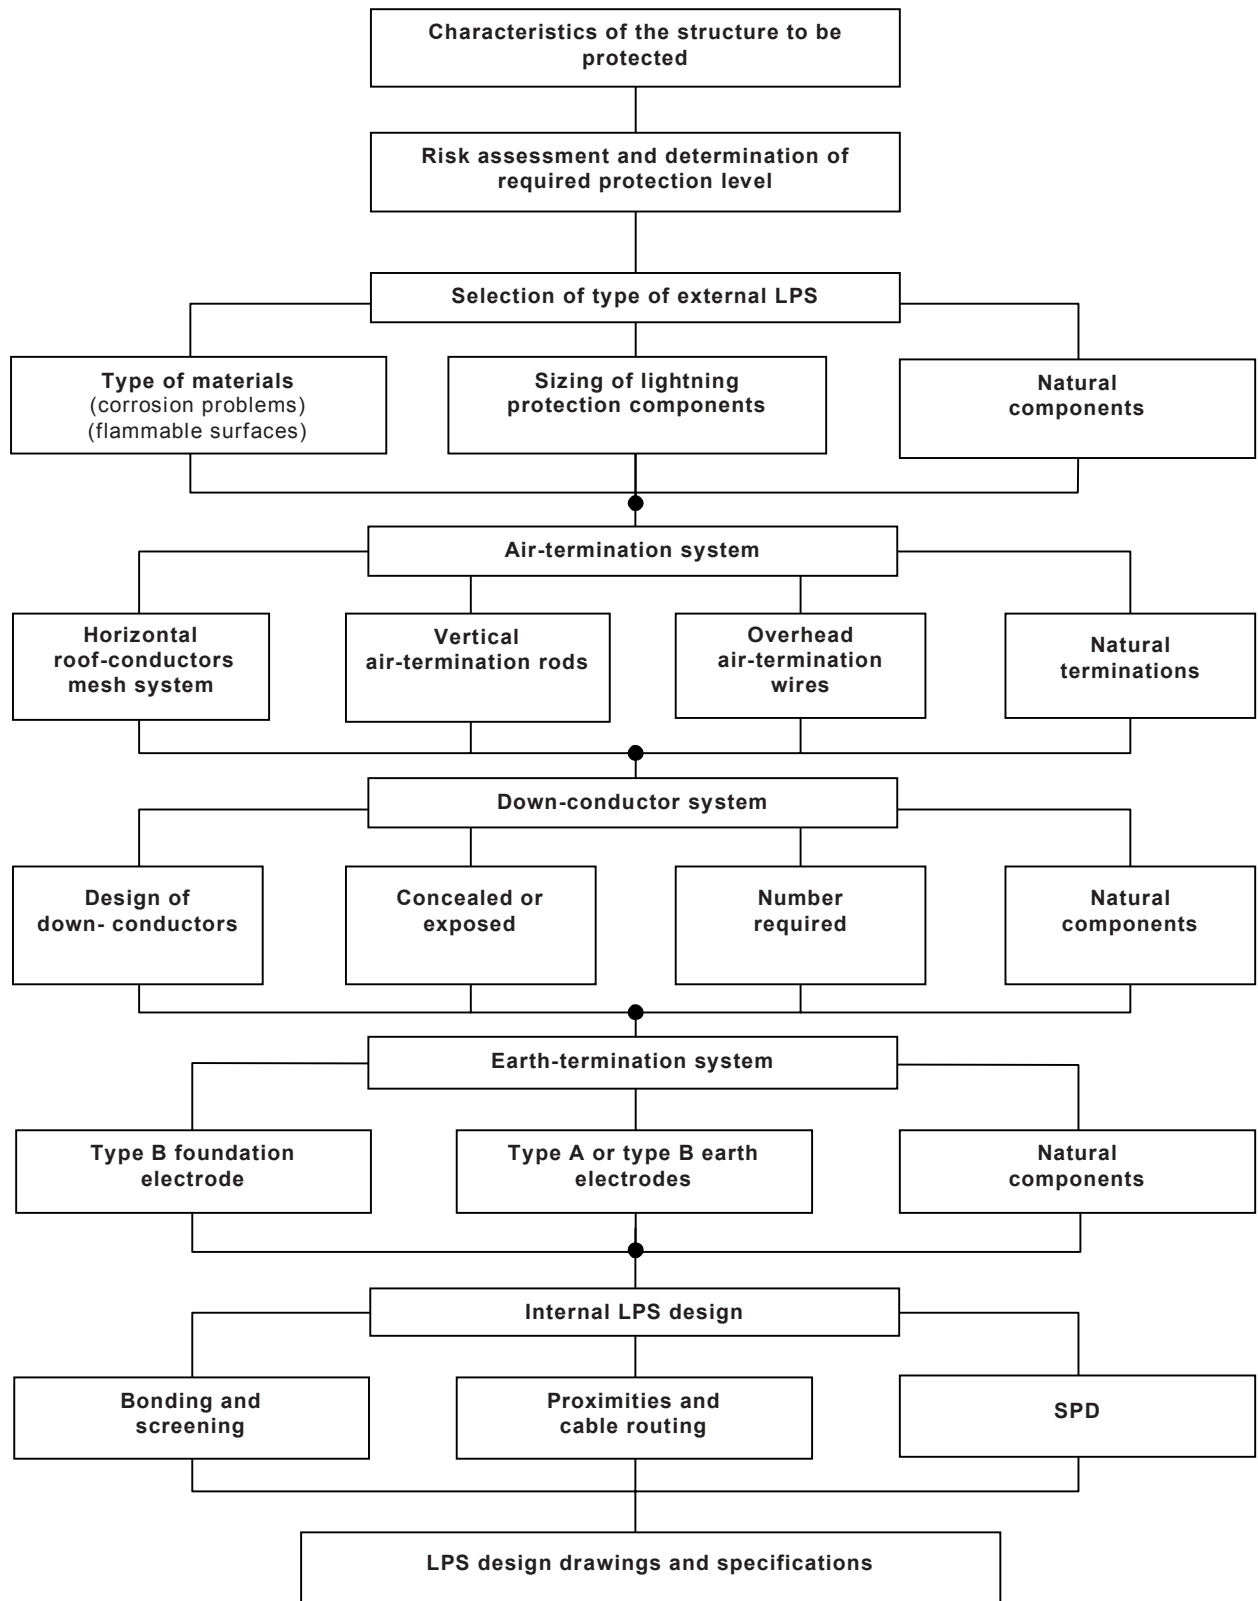 Characteristics of the structure to be
protected
Risk assessment and determination of
required protection level
Selection of type of external LPS
Type of materials
(corrosion problems)
(flammable surfaces)
Sizing of lightning
protection components
Natural
components
Air-termination system
Horizontal
roof-conductors
mesh system
Vertical
air-termination rods
Overhead
air-termination
wires
Natural
terminations
Down-conductor system
Design of
down- conductors
Concealed or
exposed
Number
required
Natural
components
Earth-termination system
Type B foundation
electrode
Type A or type B earth
electrodes
Natural
components
Internal LPS design
Bonding and
screening
Proximities and
cable routing
SPD
LPS design drawings and specifications